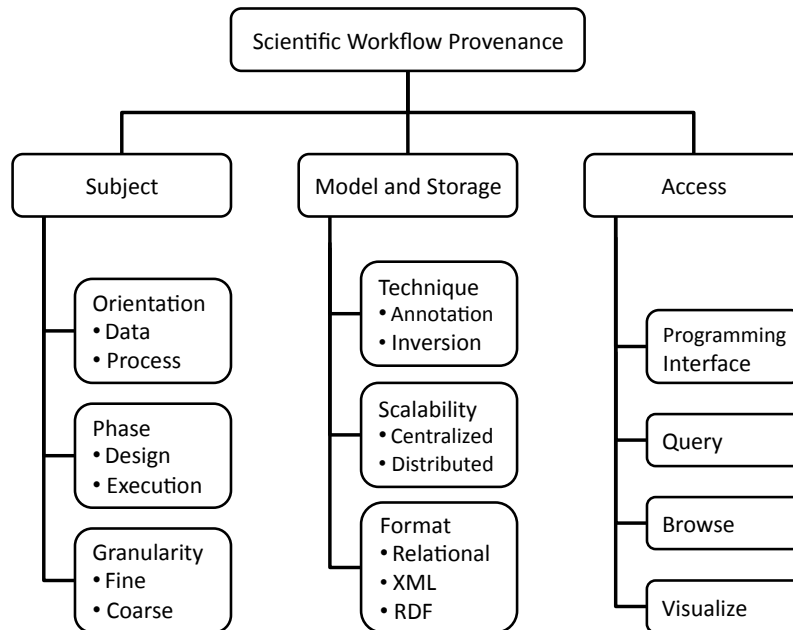 Scientific Workflow Provenance
Subject
Model and Storage
Access
Orientation
• Data
• Process
Phase
• Design
• Execution
Granularity
• Fine
• Coarse
Technique
• Annotation
• Inversion
Scalability
• Centralized
• Distributed
Format
• Relational
• XML
• RDF
Programming
Interface
Query
Browse
Visualize